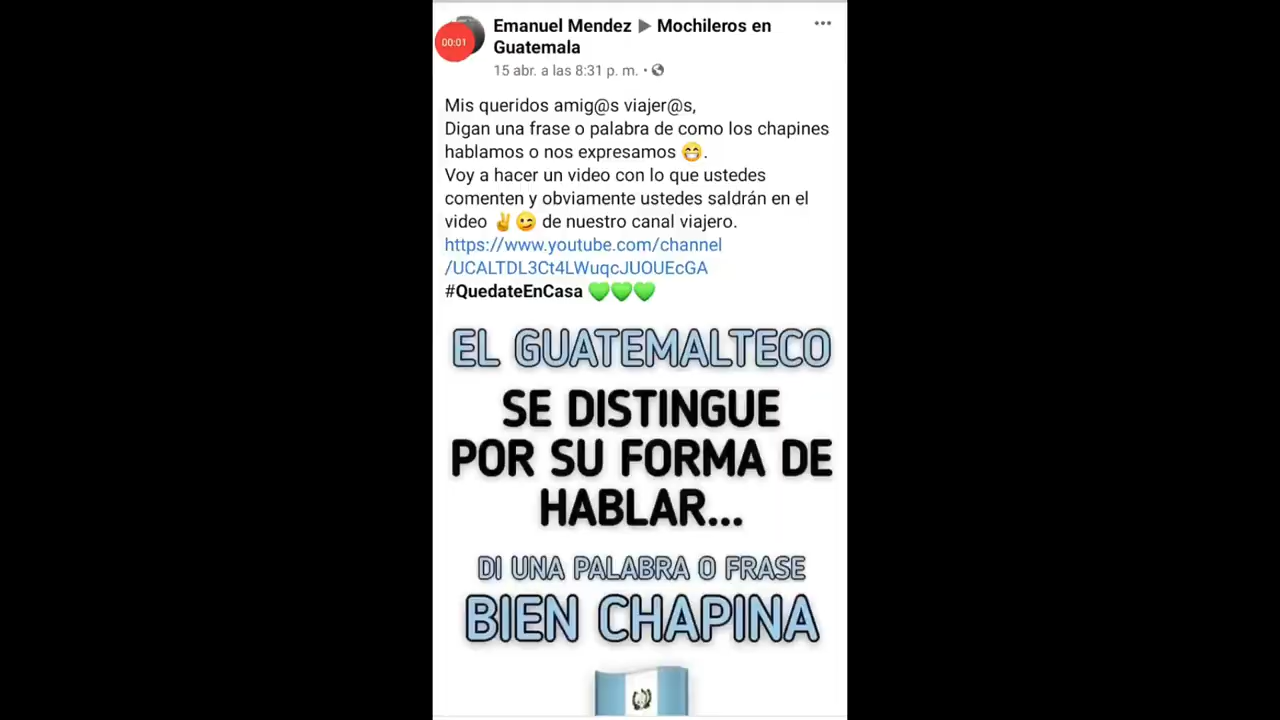 Emanuel Mendez ▶ Mochileros en
Guatemala
00:01
15 abr. a las 8:31 p. m. •
Mis queridos amig@s viajer@s,
Digan una frase o palabra de como los chapines
hablamos o nos expresamos 😁.
Voy a hacer un video con lo que ustedes
comenten y obviamente ustedes saldrán en el
video ✌😉 de nuestro canal viajero.
https://www.youtube.com/channel
/UCALTDL3Ct4LWuqcJUOUEcGA
#QuedateEnCasa 💚💚💚
EL GUATEMALTECO
SE DISTINGUE
POR SU FORMA DE
HABLAR...
DI UNA PALABRA O FRASE
BIEN CHAPINA